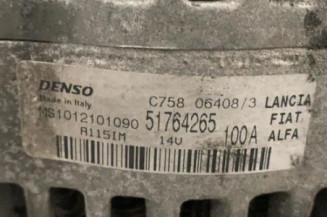 DENSO C758 06408/3 LANCIA
Made in Italy FIAT
MS1012101090 51764265 100A ALFA
A115IM 14V